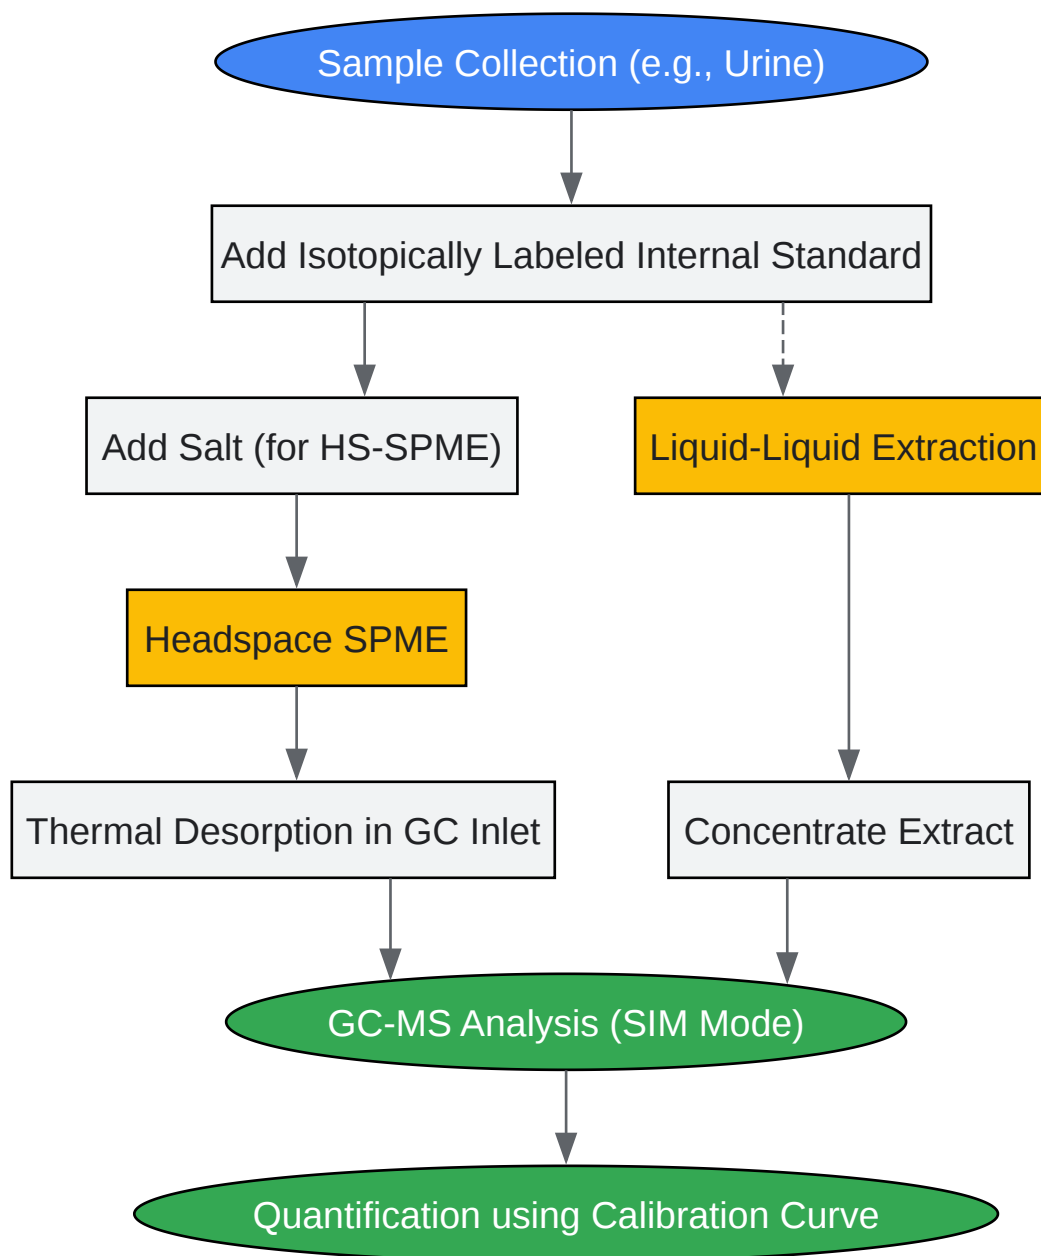 Sample Collection (e.g., Urine)
Add Isotopically Labeled Internal Standard
Add Salt (for HS-SPME)
Liquid-Liquid Extraction
Headspace SPME
Thermal Desorption in GC Inlet
Concentrate Extract
GC-MS Analysis (SIM Mode)
Quantification using Calibration Curve